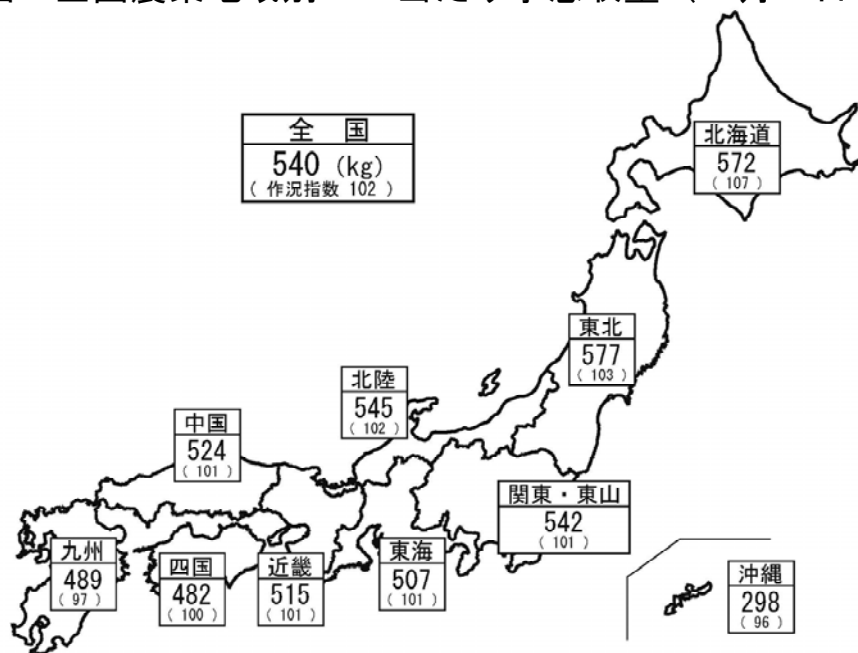 全国
540 (kg)
( 作況指数 102 )
北海道
572
( 107 )
東北
577
( 103 )
北陸
545
( 102 )
中国
524
( 101 )
関東・東山
542
( 101 )
九州
489
( 97 )
四国
482
( 100 )
近畿
515
( 101 )
東海
507
( 101 )
沖縄
298
( 96 )